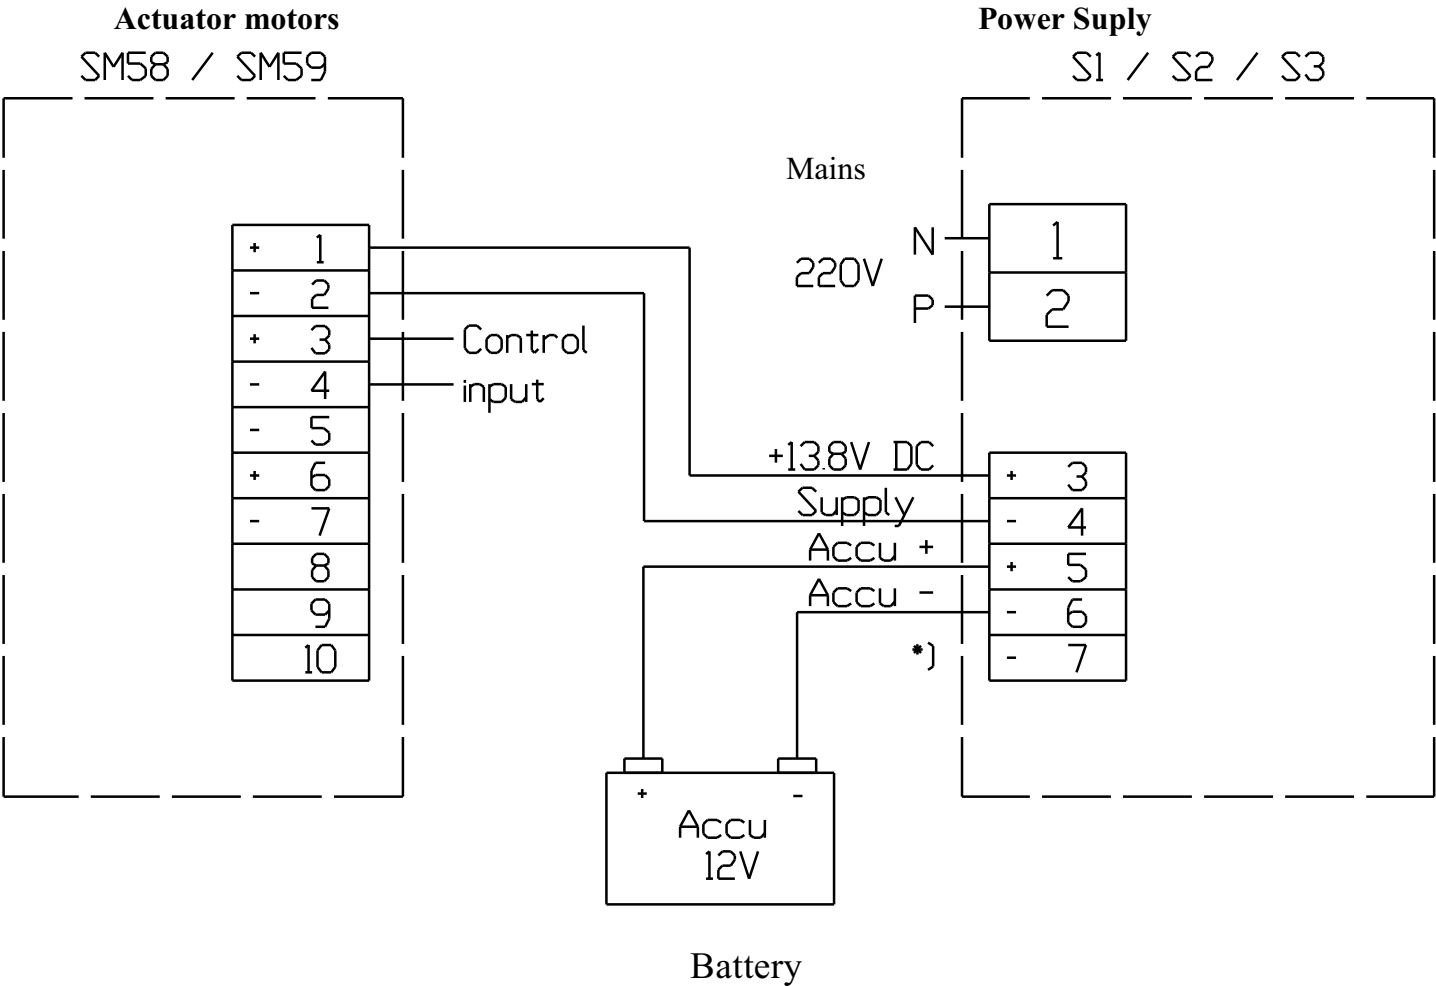 Actuator motors
SM58 / SM59
+ 1
- 2
+ 3
- 4
- 5
+ 6
- 7
8
9
10
Control
input
Power Suply
S1 / S2 / S3
Mains
220V
N
P
1
2
+13.8V DC
Supply
Accu +
Accu -
*)
+ 3
- 4
+ 5
- 6
- 7
+ -
Accu
12V
Battery